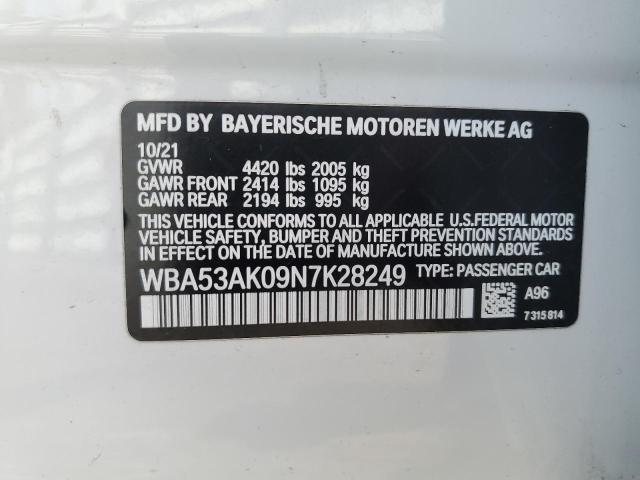 MFD BY BAYERISCHE MOTOREN WERKE AG
10/21
GVWR 4420 lbs 2005 kg
GAWR FRONT 2414 lbs 1095 kg
GAWR REAR 2194 lbs 995 kg
THIS VEHICLE CONFORMS TO ALL APPLICABLE U.S.FEDERAL MOTOR
VEHICLE SAFETY, BUMPER AND THEFT PREVENTION STANDARDS
IN EFFECT ON THE DATE OF MANUFACTURE SHOWN ABOVE.
WBA53AK09N7K28249 TYPE: PASSENGER CAR
A96
7 315 814